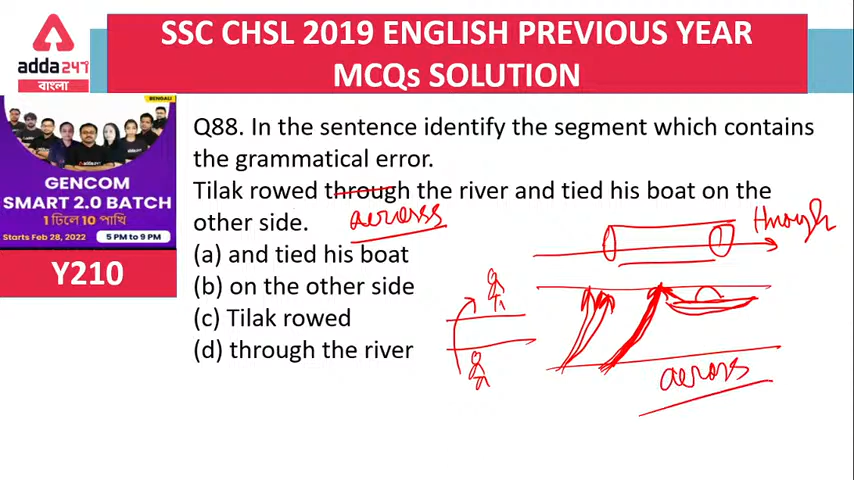 SSC CHSL 2019 ENGLISH PREVIOUS YEAR
MCQs SOLUTION
adda247
বাংলা
BENGALI
GENCOM
SMART 2.0 BATCH
1 ঢিলে 10 পাখি
Starts Feb 28, 2022
5 PM to 9 PM
Y210
Q88. In the sentence identify the segment which contains
the grammatical error.
Tilak rowed through the river and tied his boat on the
other side.
across
(a) and tied his boat
(b) on the other side
(c) Tilak rowed
(d) through the river
through
across